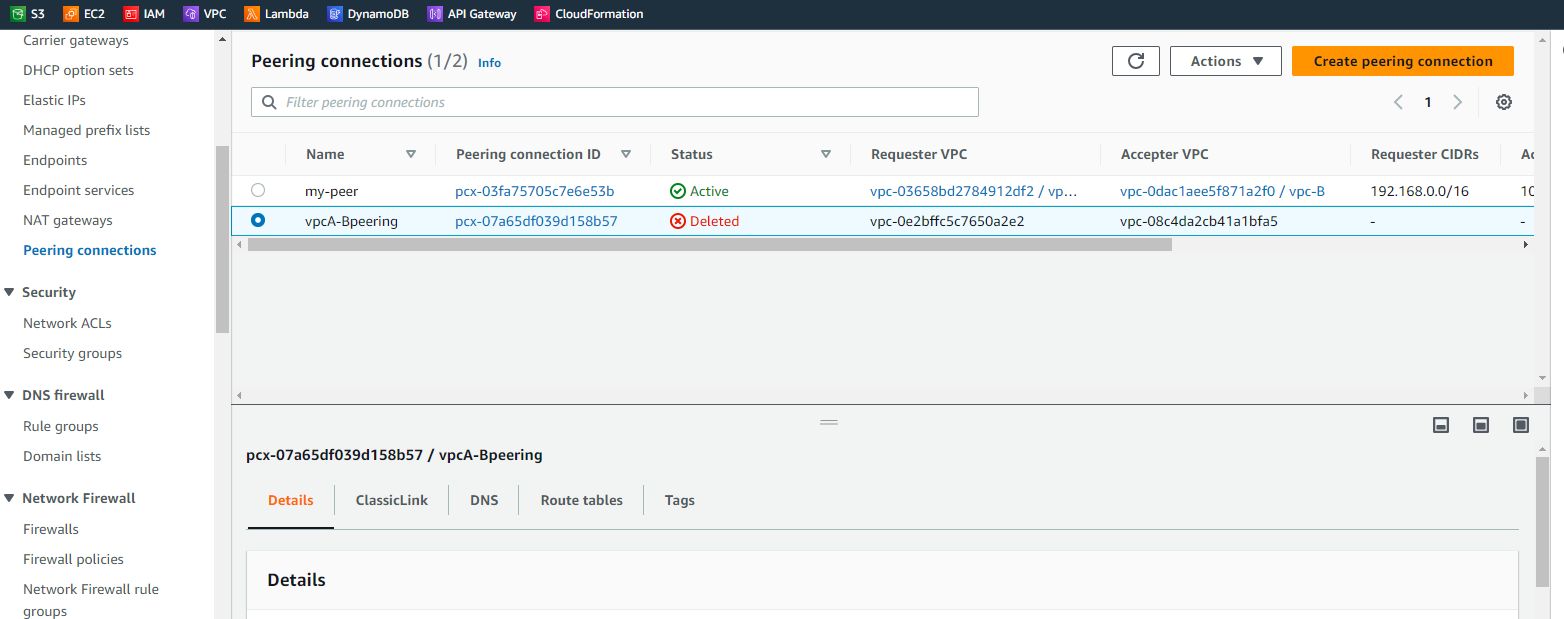 S3 EC2 IAM VPC Lambda DynamoDB API Gateway CloudFormation
Carrier gateways
DHCP option sets
Elastic IPs
Managed prefix lists
Endpoints
Endpoint services
NAT gateways
Peering connections
Security
Network ACLs
Security groups
DNS firewall
Rule groups
Domain lists
Network Firewall
Firewalls
Firewall policies
Network Firewall rule
groups
Peering connections (1/2) Info
Actions
Create peering connection
Filter peering connections
1
Name Peering connection ID Status Requester VPC Accepter VPC Requester CIDRs
my-peer pcx-03fa75705c7e6e53b Active vpc-03658bd2784912df2 / vp... vpc-0dac1aee5f871a2f0 / vpc-B 192.168.0.0/16 10
vpcA-Bpeering pcx-07a65df039d158b57 Deleted vpc-0e2bffc5c7650a2e2 vpc-08c4da2cb41a1bfa5 - -
pcx-07a65df039d158b57 / vpcA-Bpeering
Details ClassicLink DNS Route tables Tags
Details